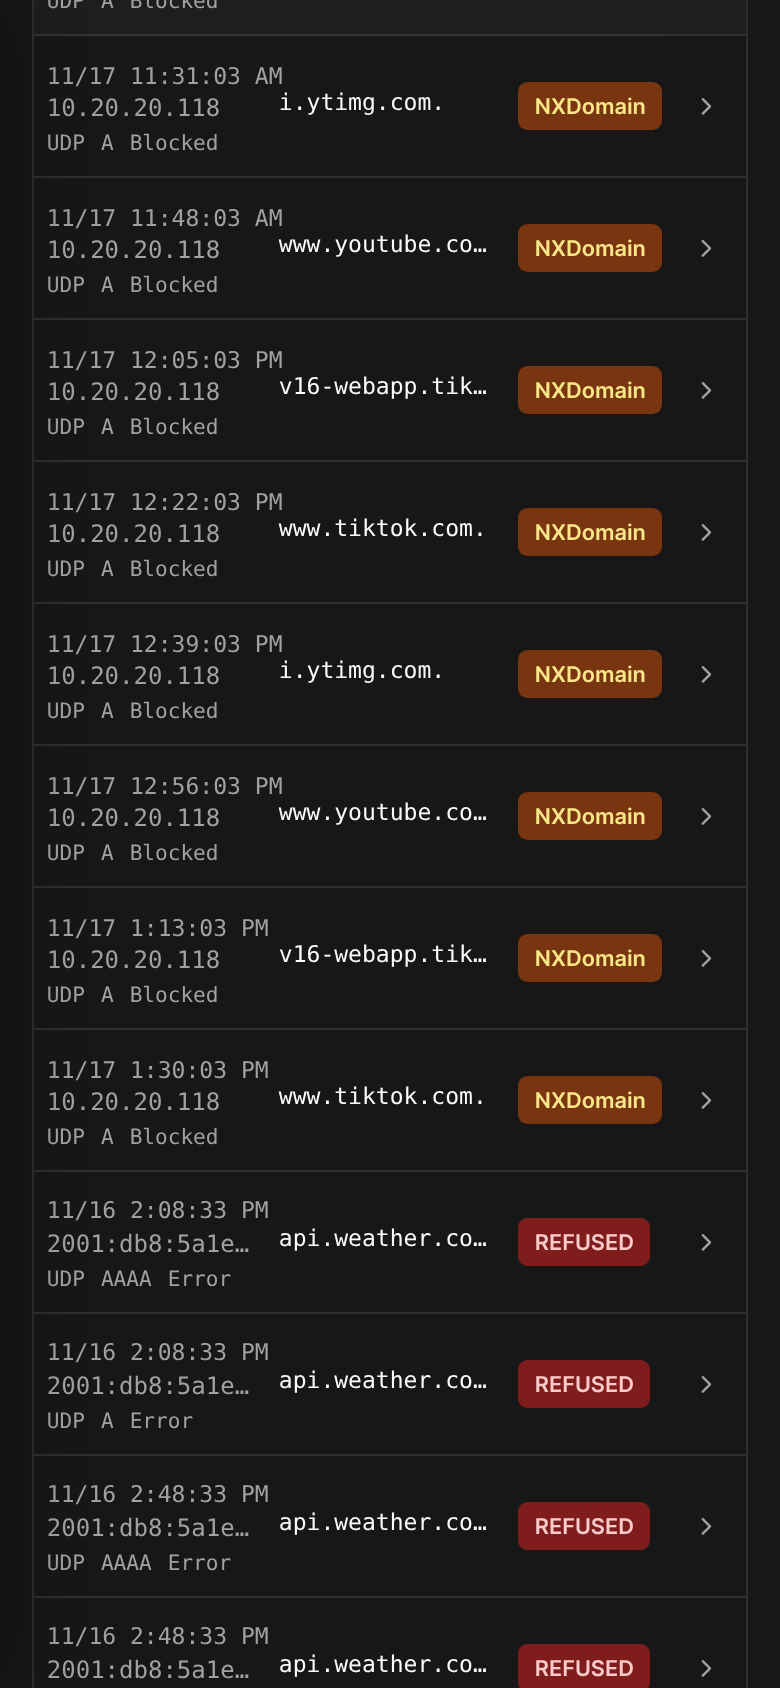 UDP A Blocked
11/17 11:31:03 AM
10.20.20.118
i.ytimg.com.
NXDomain
UDP A Blocked
11/17 11:48:03 AM
10.20.20.118
www.youtube.co…
NXDomain
UDP A Blocked
11/17 12:05:03 PM
10.20.20.118
v16-webapp.tik…
NXDomain
UDP A Blocked
11/17 12:22:03 PM
10.20.20.118
www.tiktok.com.
NXDomain
UDP A Blocked
11/17 12:39:03 PM
10.20.20.118
i.ytimg.com.
NXDomain
UDP A Blocked
11/17 12:56:03 PM
10.20.20.118
www.youtube.co…
NXDomain
UDP A Blocked
11/17 1:13:03 PM
10.20.20.118
v16-webapp.tik…
NXDomain
UDP A Blocked
11/17 1:30:03 PM
10.20.20.118
www.tiktok.com.
NXDomain
UDP A Blocked
11/16 2:08:33 PM
2001:db8:5a1e…
api.weather.co…
REFUSED
UDP AAAA Error
11/16 2:08:33 PM
2001:db8:5a1e…
api.weather.co…
REFUSED
UDP A Error
11/16 2:48:33 PM
2001:db8:5a1e…
api.weather.co…
REFUSED
UDP AAAA Error
11/16 2:48:33 PM
2001:db8:5a1e…
api.weather.co…
REFUSED